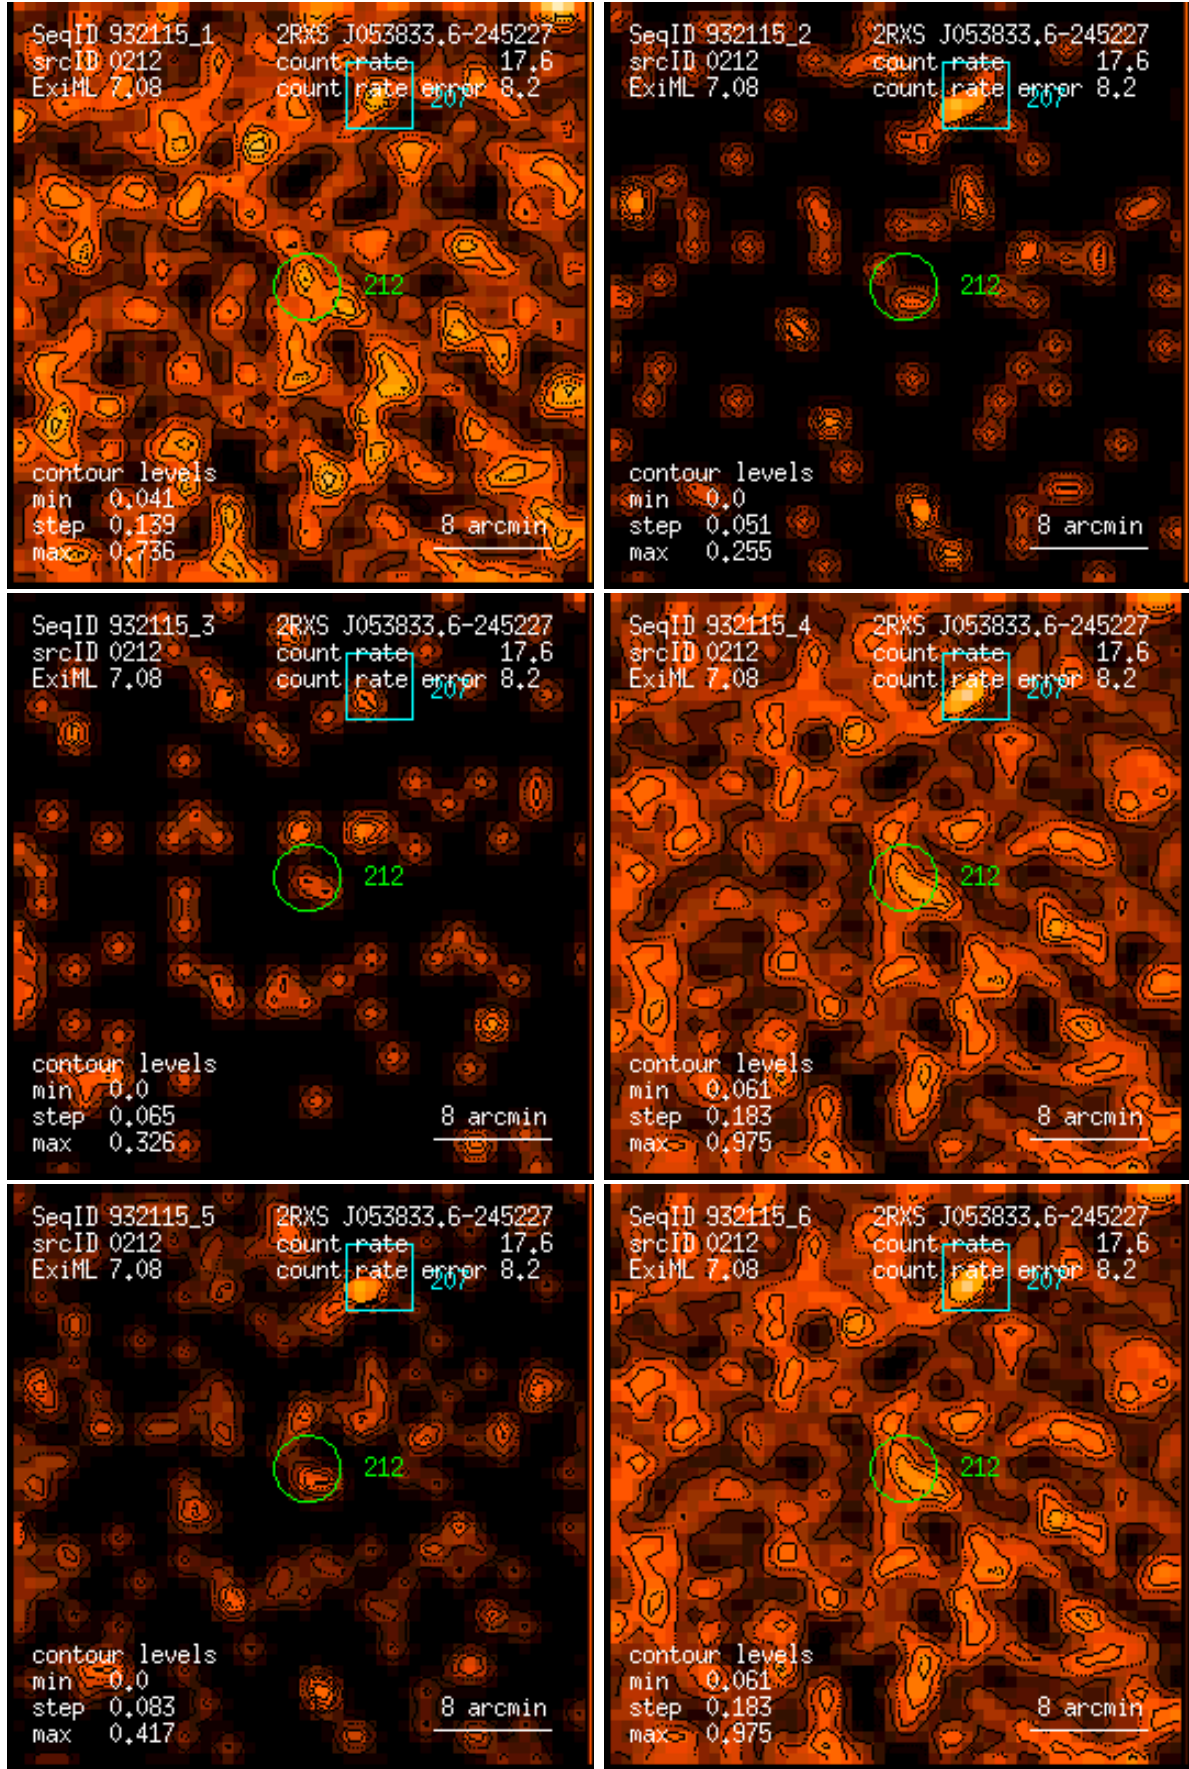 SeqID 932115_1 2RXS J053833.6-245227
srcID 0212 count rate 17.6
ExiML 7.08 count rate error 8.2
207
212
contour levels
min 0.041
step 0.139
max 0.736
8 arcmin
SeqID 932115_2 2RXS J053833.6-245227
srcID 0212 count rate 17.6
ExiML 7.08 count rate error 8.2
207
212
contour levels
min 0.0
step 0.051
max 0.255
8 arcmin
SeqID 932115_3 2RXS J053833.6-245227
srcID 0212 count rate 17.6
ExiML 7.08 count rate error 8.2
207
212
contour levels
min 0.0
step 0.065
max 0.326
8 arcmin
SeqID 932115_4 2RXS J053833.6-245227
srcID 0212 count rate 17.6
ExiML 7.08 count rate error 8.2
207
212
contour levels
min 0.061
step 0.183
max 0.975
8 arcmin
SeqID 932115_5 2RXS J053833.6-245227
srcID 0212 count rate 17.6
ExiML 7.08 count rate error 8.2
207
212
contour levels
min 0.0
step 0.083
max 0.417
8 arcmin
SeqID 932115_6 2RXS J053833.6-245227
srcID 0212 count rate 17.6
ExiML 7.08 count rate error 8.2
207
212
contour levels
min 0.061
step 0.183
max 0.975
8 arcmin